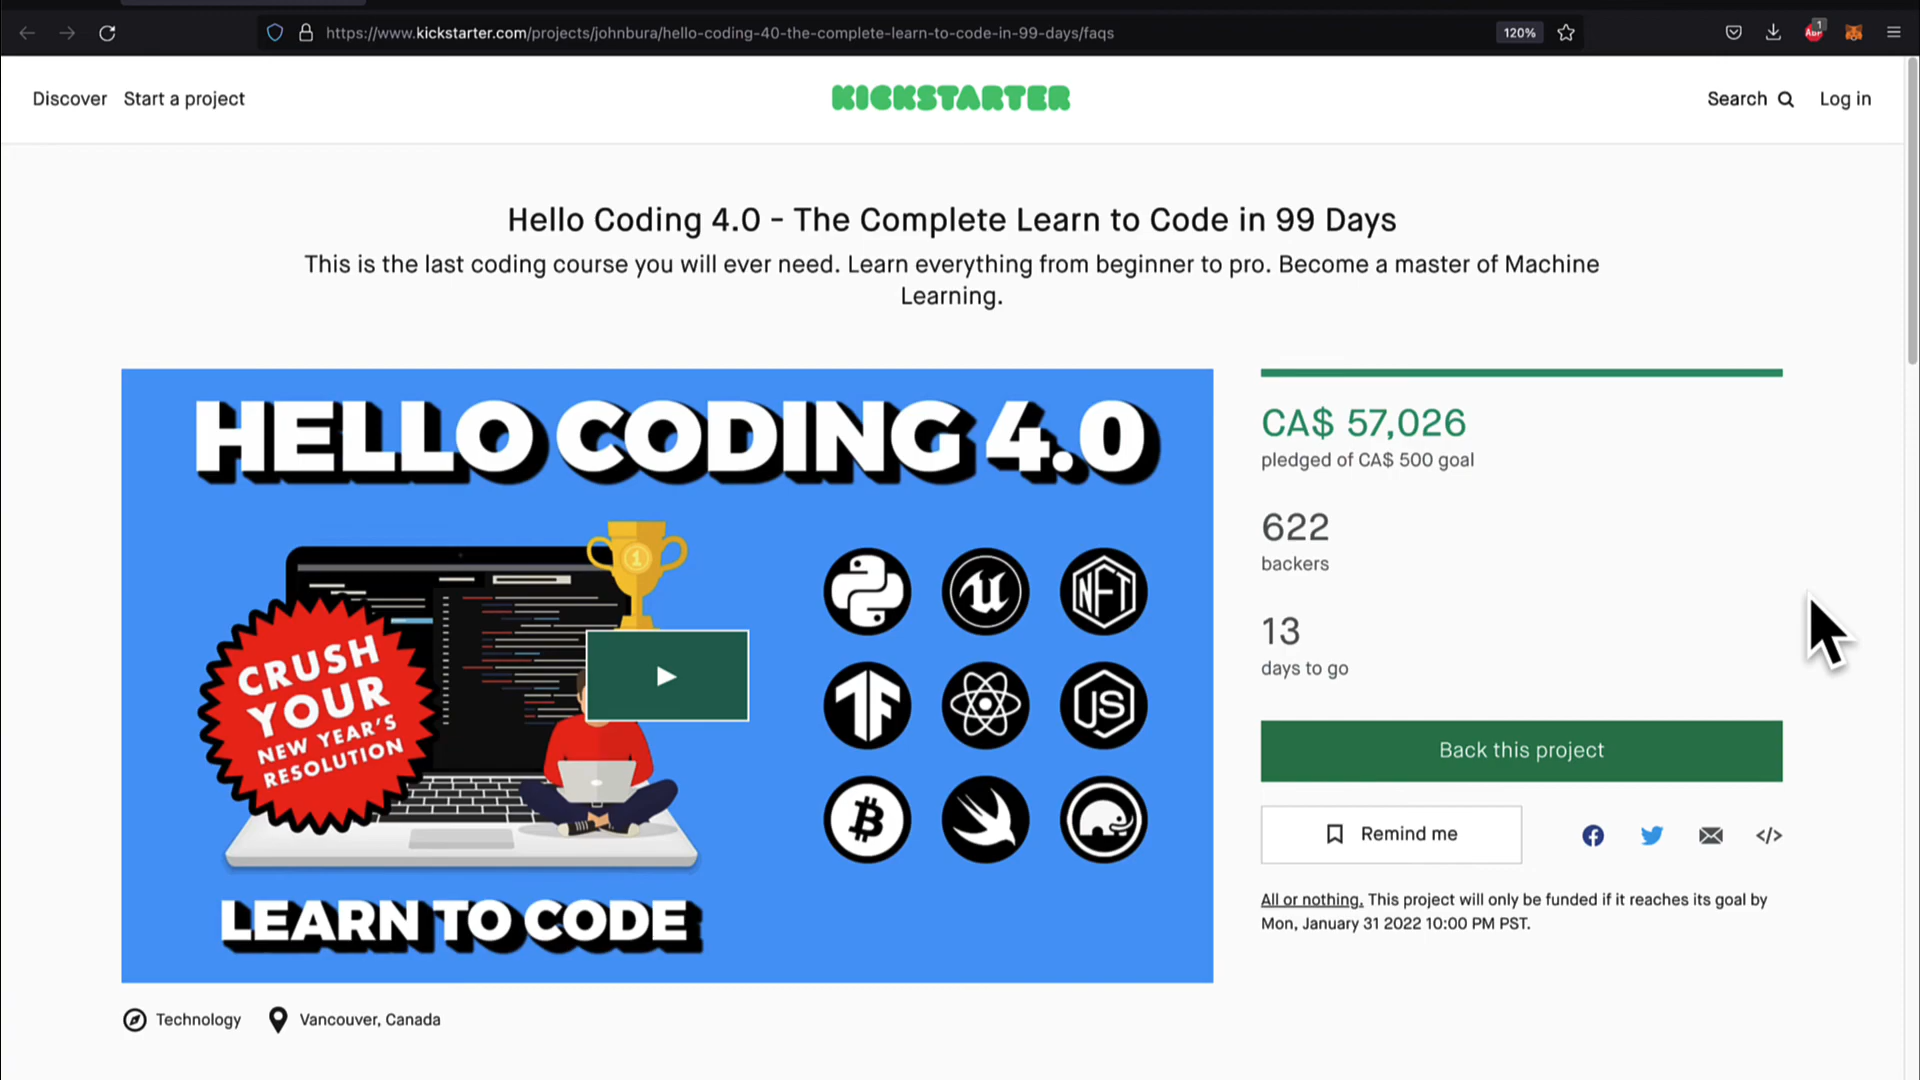 https://www.kickstarter.com/projects/johnbura/hello-coding-40-the-complete-learn-to-code-in-99-days/faqs
120%
ABP
1
Discover
Start a project
KICKSTARTER
Search
Log in
Hello Coding 4.0 - The Complete Learn to Code in 99 Days
This is the last coding course you will ever need. Learn everything from beginner to pro. Become a master of Machine
Learning.
HELLO CODING 4.0
1
CRUSH
YOUR
NEW YEAR'S
RESOLUTION
NFT
JS
LEARN TO CODE
CA$ 57,026
pledged of CA$ 500 goal
622
backers
13
days to go
Back this project
Remind me
</>
All or nothing. This project will only be funded if it reaches its goal by
Mon, January 31 2022 10:00 PM PST.
Technology
Vancouver, Canada